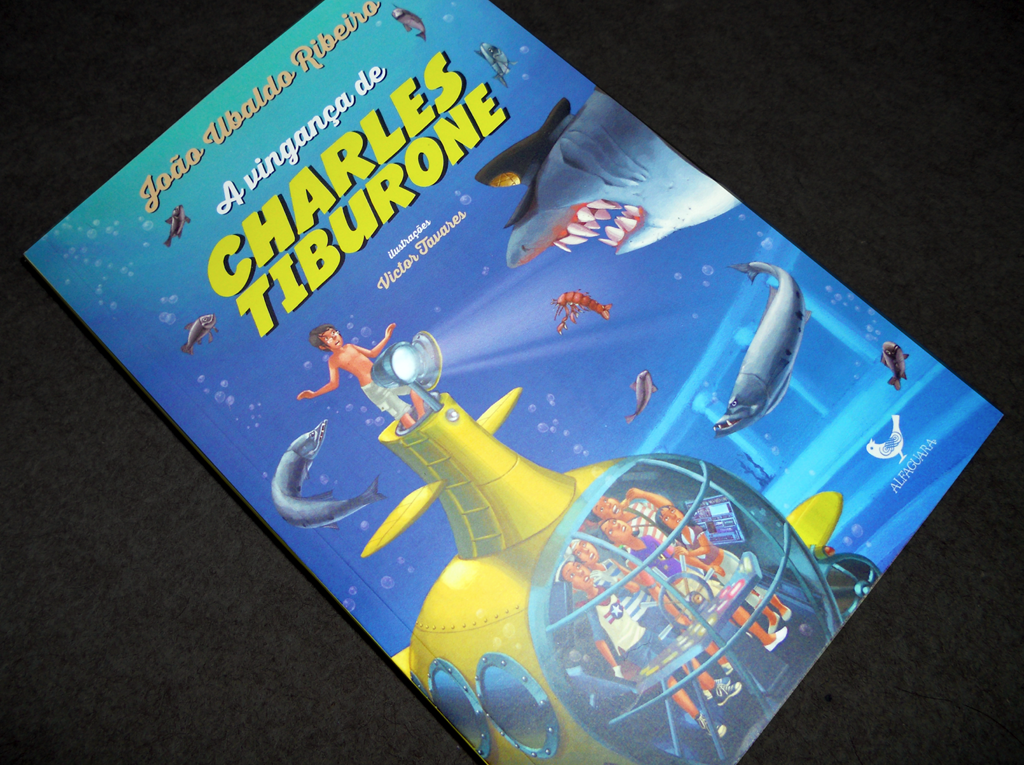 João Ubaldo Ribeiro
A vingança de
CHARLES
TIBURONE
ilustrações
Victor Tavares
ALFAGUARA